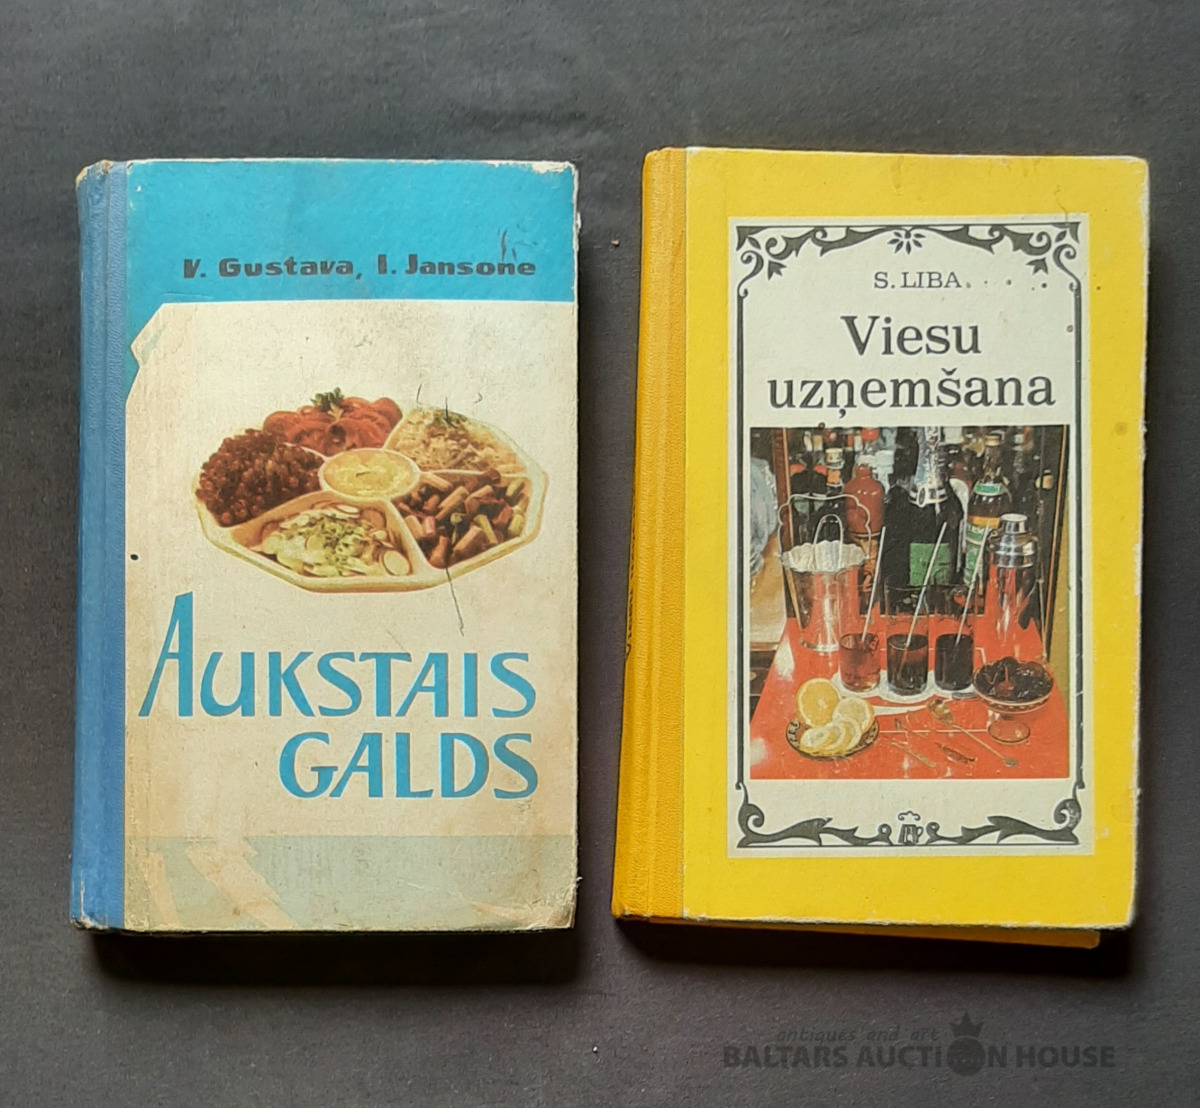 V. Gustava, I. Jansone
AUKSTAIS
GALDS
S. LIBA
Viesu
uzņemšana
antiques and art
BALTARS AUCTION HOUSE